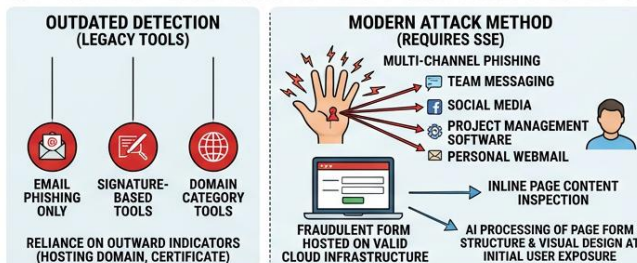 OUTDATED DETECTION
(LEGACY TOOLS)
EMAIL
PHISHING
ONLY
SIGNATURE-
BASED
TOOLS
DOMAIN
CATEGORY
TOOLS
RELIANCE ON OUTWARD INDICATORS
(HOSTING DOMAIN, CERTIFICATE)
MODERN ATTACK METHOD
(REQUIRES SSE)
MULTI-CHANNEL PHISHING
TEAM MESSAGING
SOCIAL MEDIA
PROJECT MANAGEMENT
SOFTWARE
PERSONAL WEBMAIL
FRAUDULENT FORM
HOSTED ON VALID
CLOUD INFRASTRUCTURE
INLINE PAGE CONTENT
INSPECTION
AI PROCESSING OF PAGE FORM
STRUCTURE & VISUAL DESIGN AT
INITIAL USER EXPOSURE